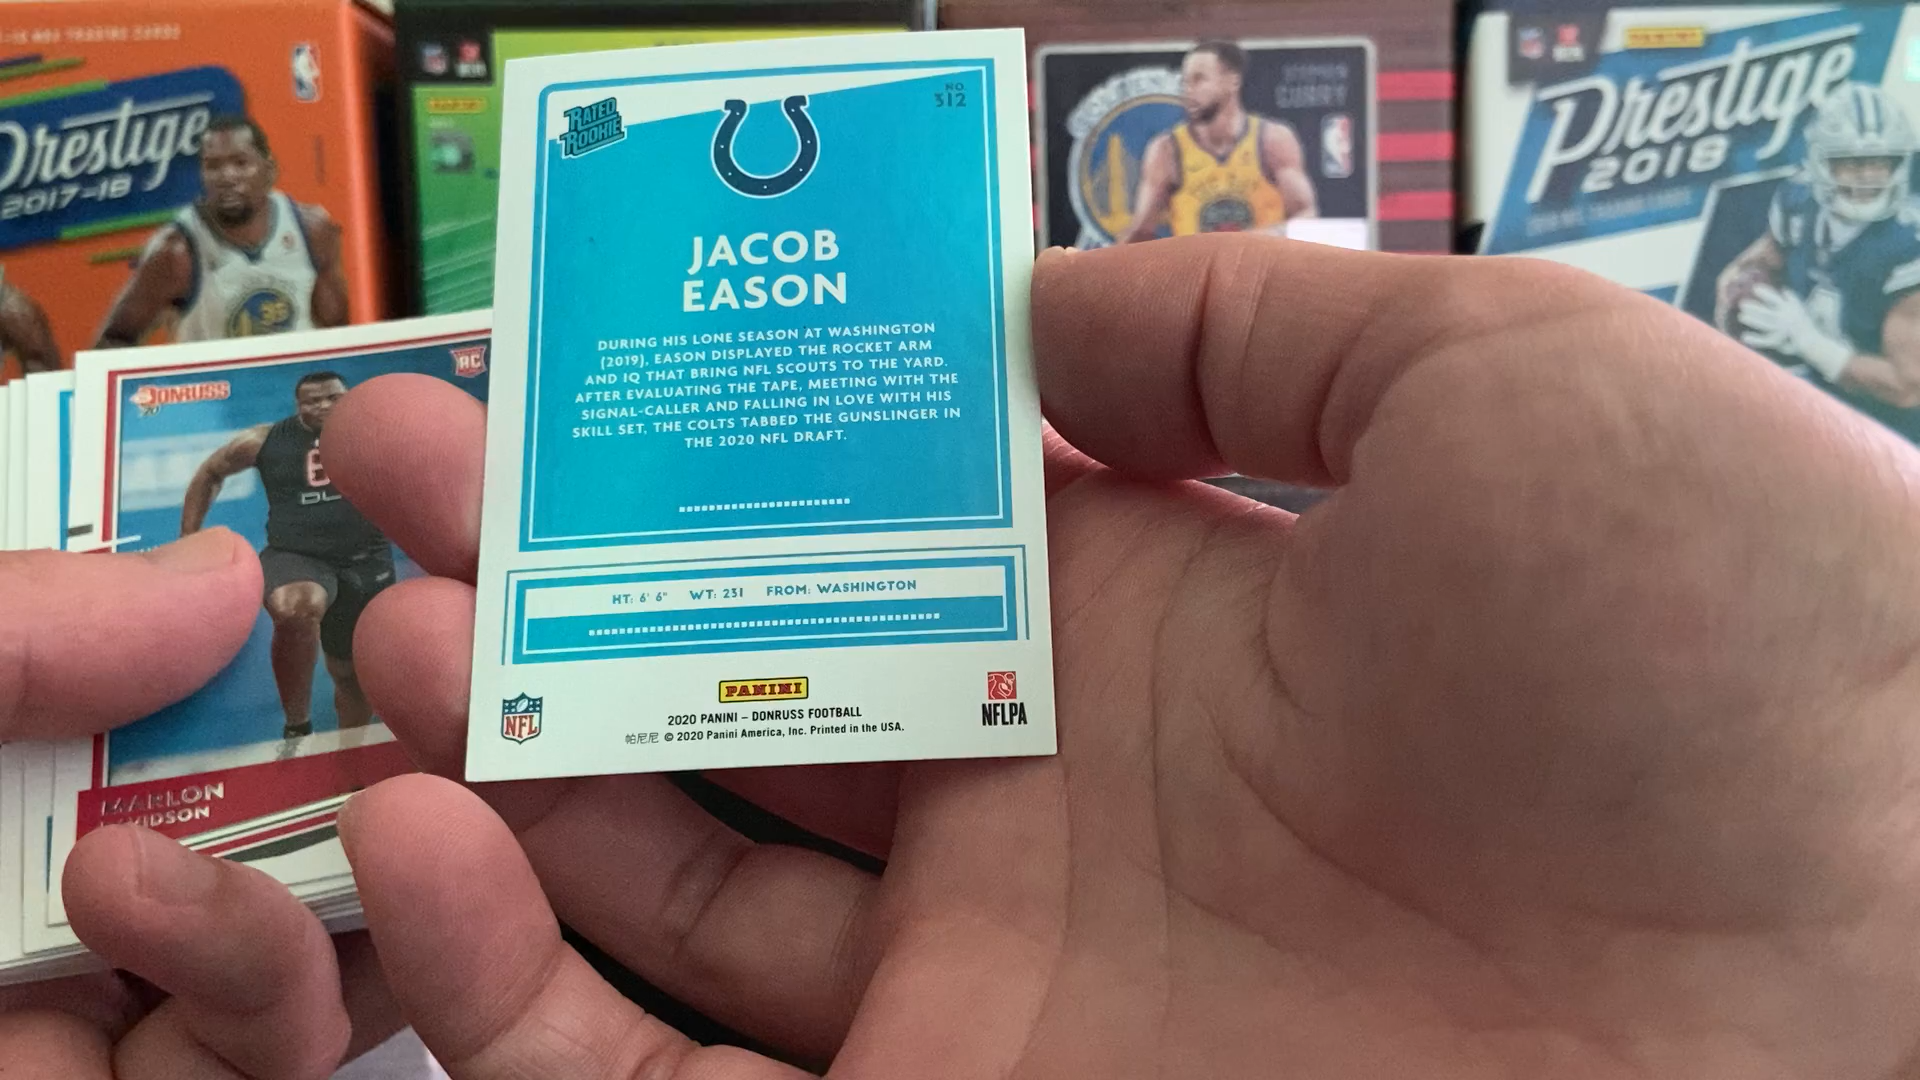 Prestige
2017-18
PANINI
STEPHEN
CURRY
PANINI
Prestige
2018
RC
DONRUSS
20
DL
MARLON
RATED
ROOKIE
NO.
312
JACOB
EASON
DURING HIS LONE SEASON AT WASHINGTON
(2019), EASON DISPLAYED THE ROCKET ARM
AND IQ THAT BRING NFL SCOUTS TO THE YARD.
AFTER EVALUATING THE TAPE, MEETING WITH THE
SIGNAL-CALLER AND FALLING IN LOVE WITH HIS
SKILL SET, THE COLTS TABBED THE GUNSLINGER IN
THE 2020 NFL DRAFT.
HT: 6' 6" WT: 231 FROM: WASHINGTON
NFL
PANINI
2020 PANINI – DONRUSS FOOTBALL
帕尼尼 © 2020 Panini America, Inc. Printed in the USA.
NFLPA